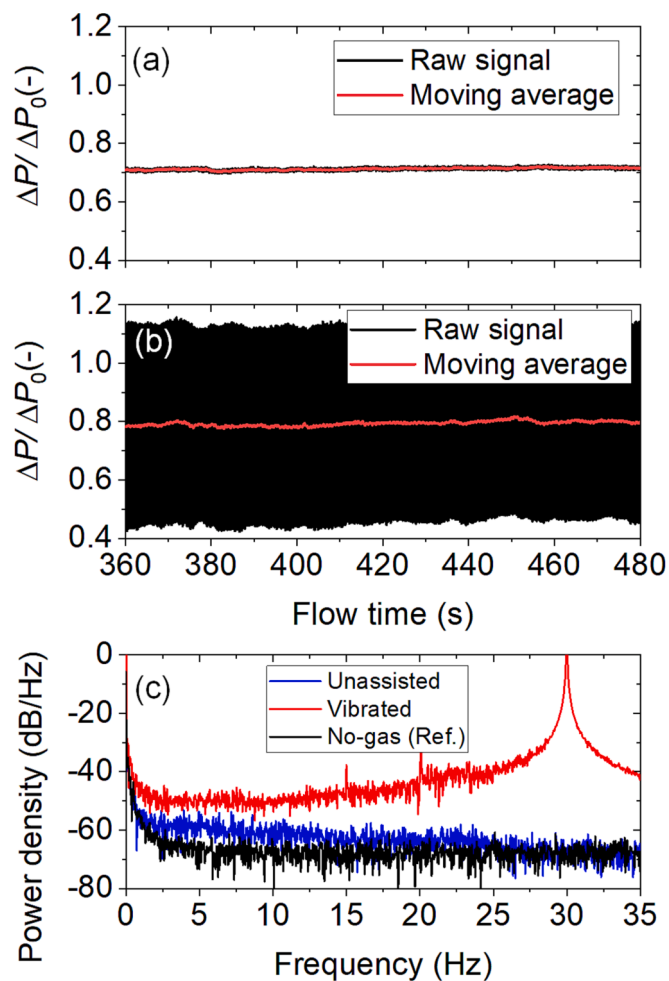 1.2
(a)
Raw signal
Moving average
1.0
0.8
0.6
0.4
ΔP/ ΔP₀(-)
1.2
(b)
Raw signal
Moving average
1.0
0.8
0.6
0.4
ΔP/ ΔP₀(-)
360 380 400 420 440 460 480
Flow time (s)
0
(c)
Unassisted
Vibrated
No-gas (Ref.)
-20
-40
-60
-80
Power density (dB/Hz)
0 5 10 15 20 25 30 35
Frequency (Hz)